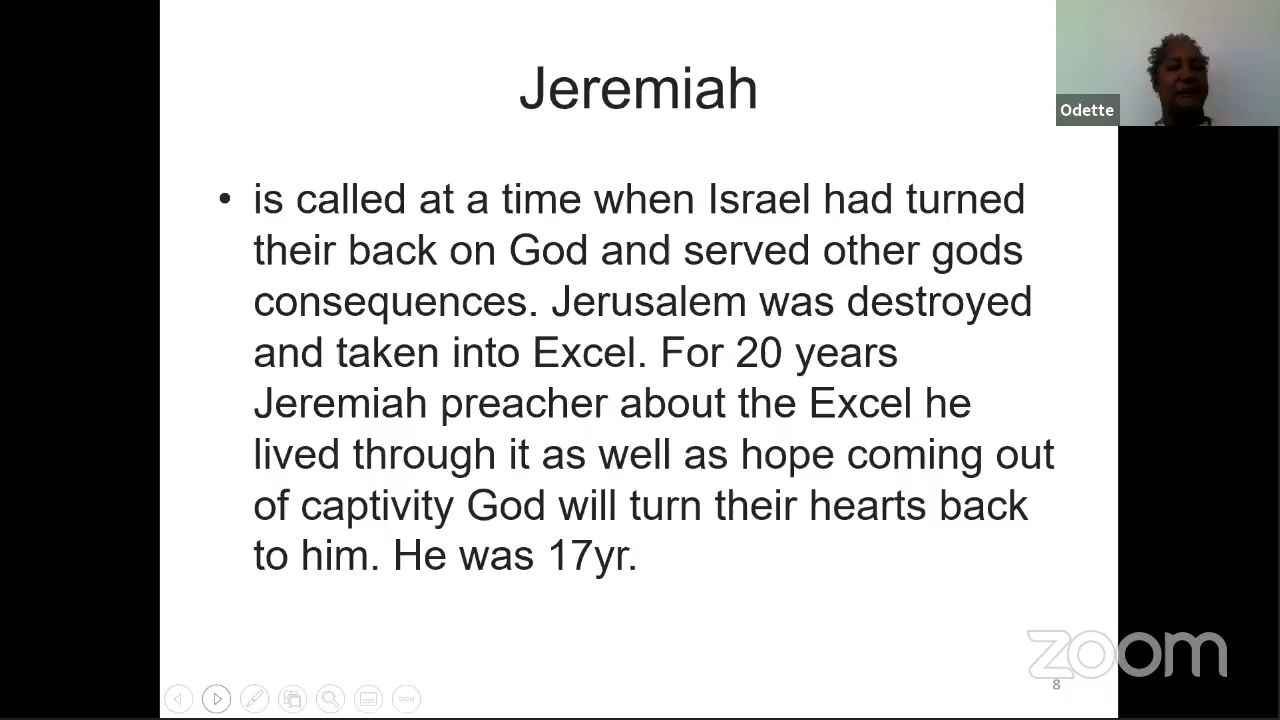 Jeremiah
Odette
• is called at a time when Israel had turned
their back on God and served other gods
consequences. Jerusalem was destroyed
and taken into Excel. For 20 years
Jeremiah preacher about the Excel he
lived through it as well as hope coming out
of captivity God will turn their hearts back
to him. He was 17yr.
zoom
8